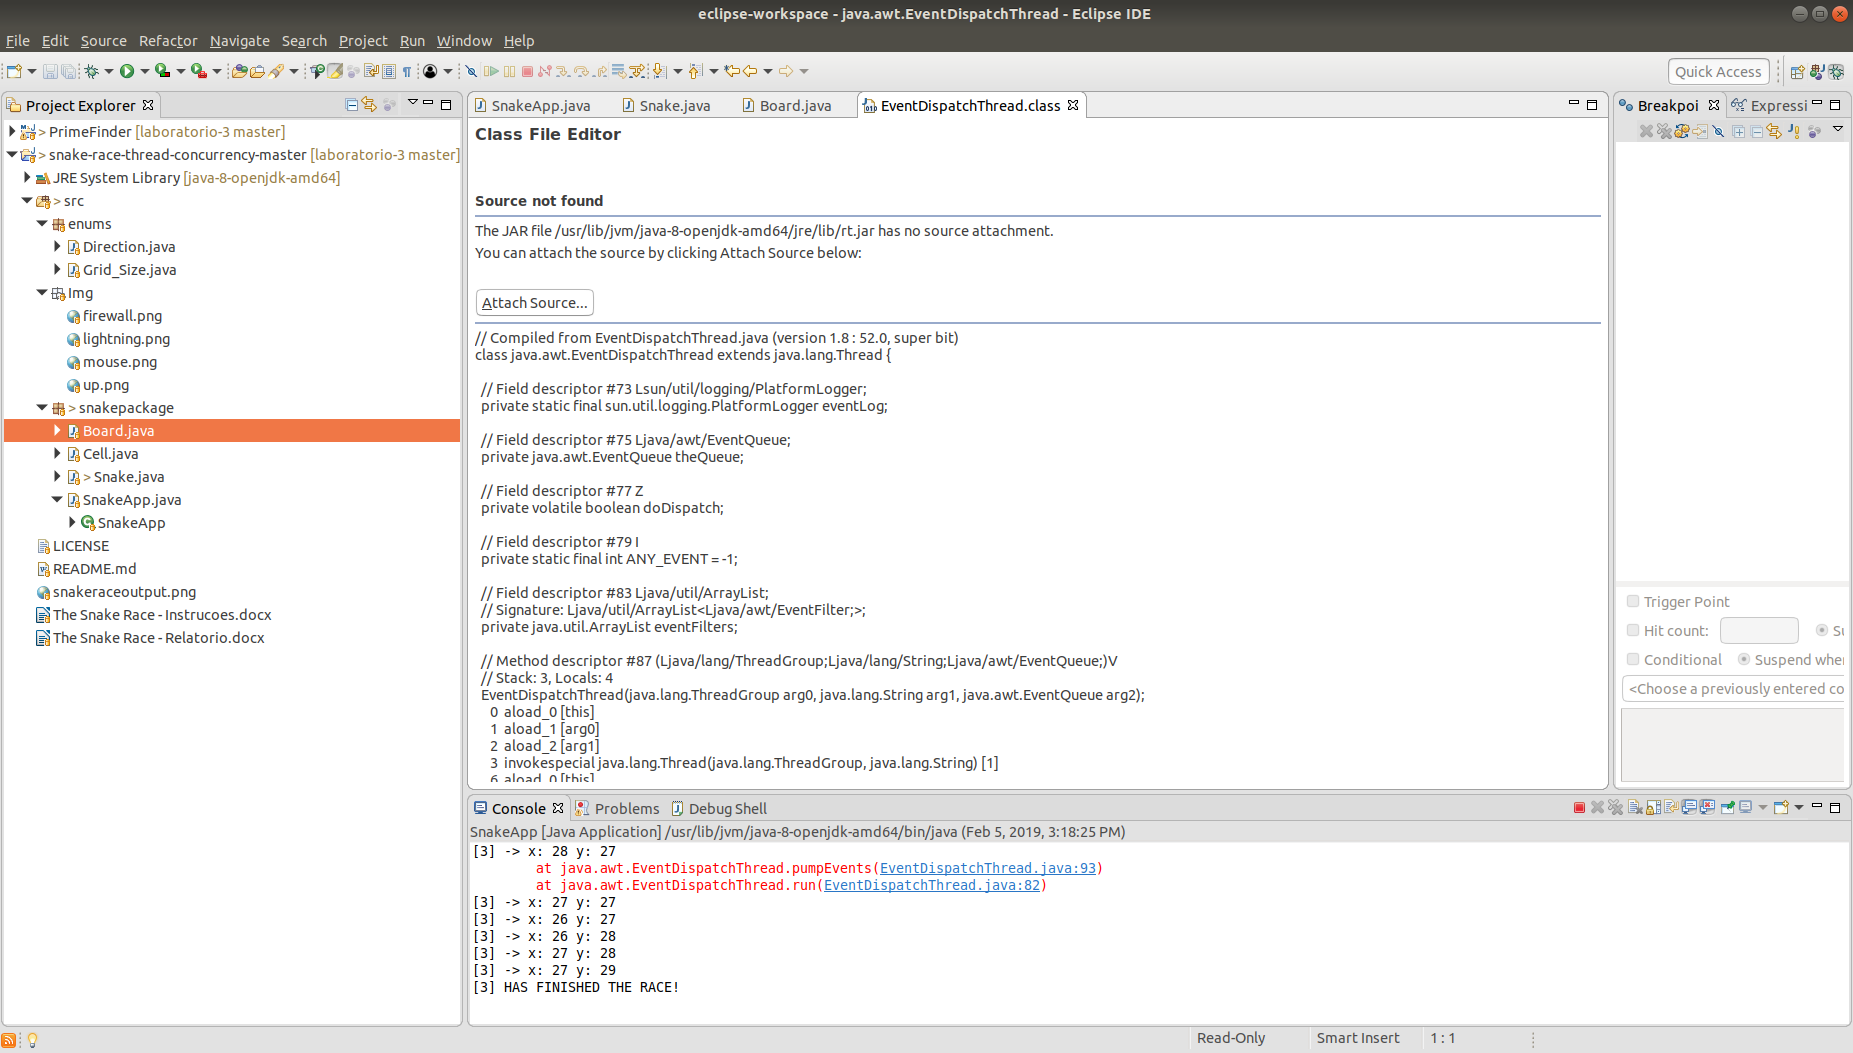 eclipse-workspace - java.awt.EventDispatchThread - Eclipse IDE
File Edit Source Refactor Navigate Search Project Run Window Help
Quick Access
Project Explorer
> PrimeFinder [laboratorio-3 master]
> snake-race-thread-concurrency-master [laboratorio-3 master]
JRE System Library [java-8-openjdk-amd64]
> src
enums
Direction.java
Grid_Size.java
Img
firewall.png
lightning.png
mouse.png
up.png
> snakepackage
Board.java
Cell.java
> Snake.java
SnakeApp.java
SnakeApp
LICENSE
README.md
snakeraceoutput.png
The Snake Race - Instrucoes.docx
The Snake Race - Relatorio.docx
SnakeApp.java Snake.java Board.java EventDispatchThread.class
Class File Editor
Source not found
The JAR file /usr/lib/jvm/java-8-openjdk-amd64/jre/lib/rt.jar has no source attachment.
You can attach the source by clicking Attach Source below:
Attach Source...
// Compiled from EventDispatchThread.java (version 1.8 : 52.0, super bit)
class java.awt.EventDispatchThread extends java.lang.Thread {
// Field descriptor #73 Lsun/util/logging/PlatformLogger;
private static final sun.util.logging.PlatformLogger eventLog;
// Field descriptor #75 Ljava/awt/EventQueue;
private java.awt.EventQueue theQueue;
// Field descriptor #77 Z
private volatile boolean doDispatch;
// Field descriptor #79 I
private static final int ANY_EVENT = -1;
// Field descriptor #83 Ljava/util/ArrayList;
// Signature: Ljava/util/ArrayList<Ljava/awt/EventFilter;>;
private java.util.ArrayList eventFilters;
// Method descriptor #87 (Ljava/lang/ThreadGroup;Ljava/lang/String;Ljava/awt/EventQueue;)V
// Stack: 3, Locals: 4
EventDispatchThread(java.lang.ThreadGroup arg0, java.lang.String arg1, java.awt.EventQueue arg2);
0 aload_0 [this]
1 aload_1 [arg0]
2 aload_2 [arg1]
3 invokespecial java.lang.Thread(java.lang.ThreadGroup, java.lang.String) [1]
6 aload_0 [this]
Breakpoi Expressi
Trigger Point
Hit count: Su
Conditional Suspend when
<Choose a previously entered co
Console Problems Debug Shell
SnakeApp [Java Application] /usr/lib/jvm/java-8-openjdk-amd64/bin/java (Feb 5, 2019, 3:18:25 PM)
[3] -> x: 28 y: 27
at java.awt.EventDispatchThread.pumpEvents(EventDispatchThread.java:93)
at java.awt.EventDispatchThread.run(EventDispatchThread.java:82)
[3] -> x: 27 y: 27
[3] -> x: 26 y: 27
[3] -> x: 26 y: 28
[3] -> x: 27 y: 28
[3] -> x: 27 y: 29
[3] HAS FINISHED THE RACE!
Read-Only Smart Insert 1 : 1